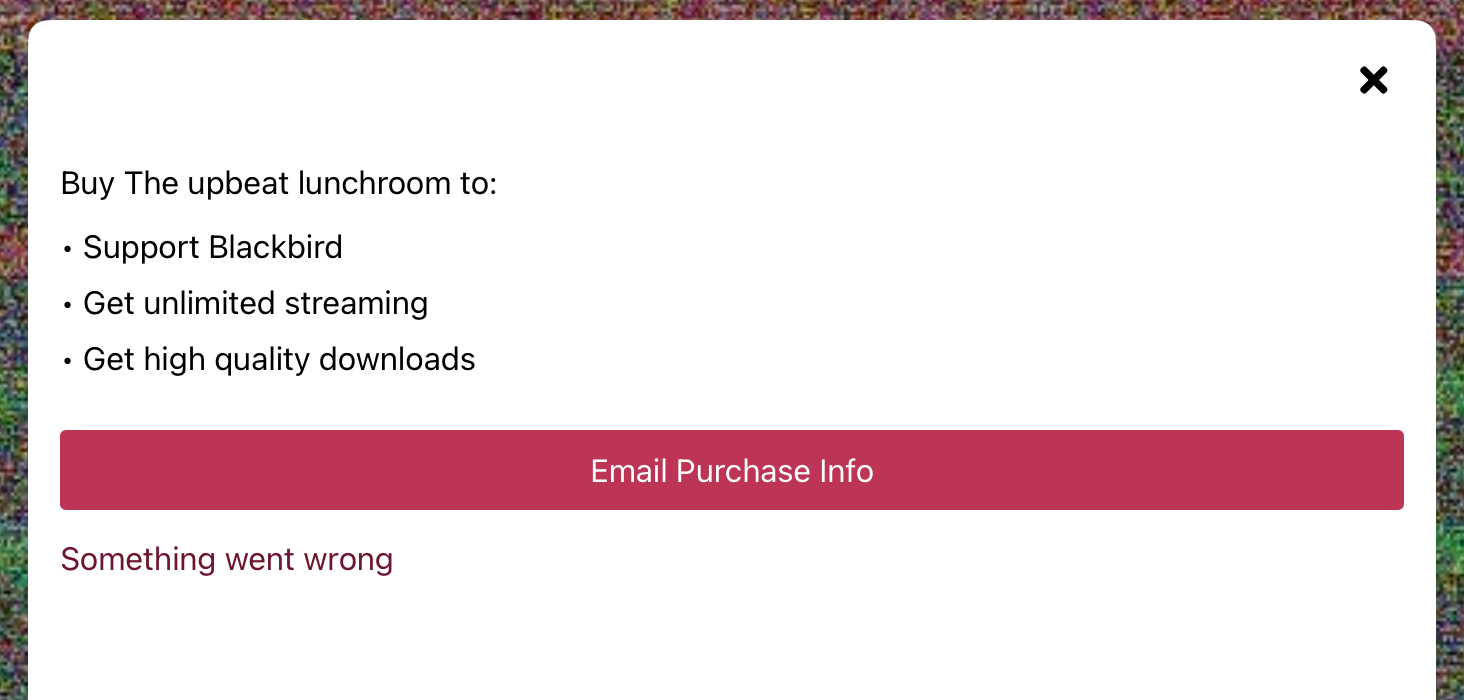 Buy The upbeat lunchroom to:
• Support Blackbird
• Get unlimited streaming
• Get high quality downloads
Email Purchase Info
Something went wrong